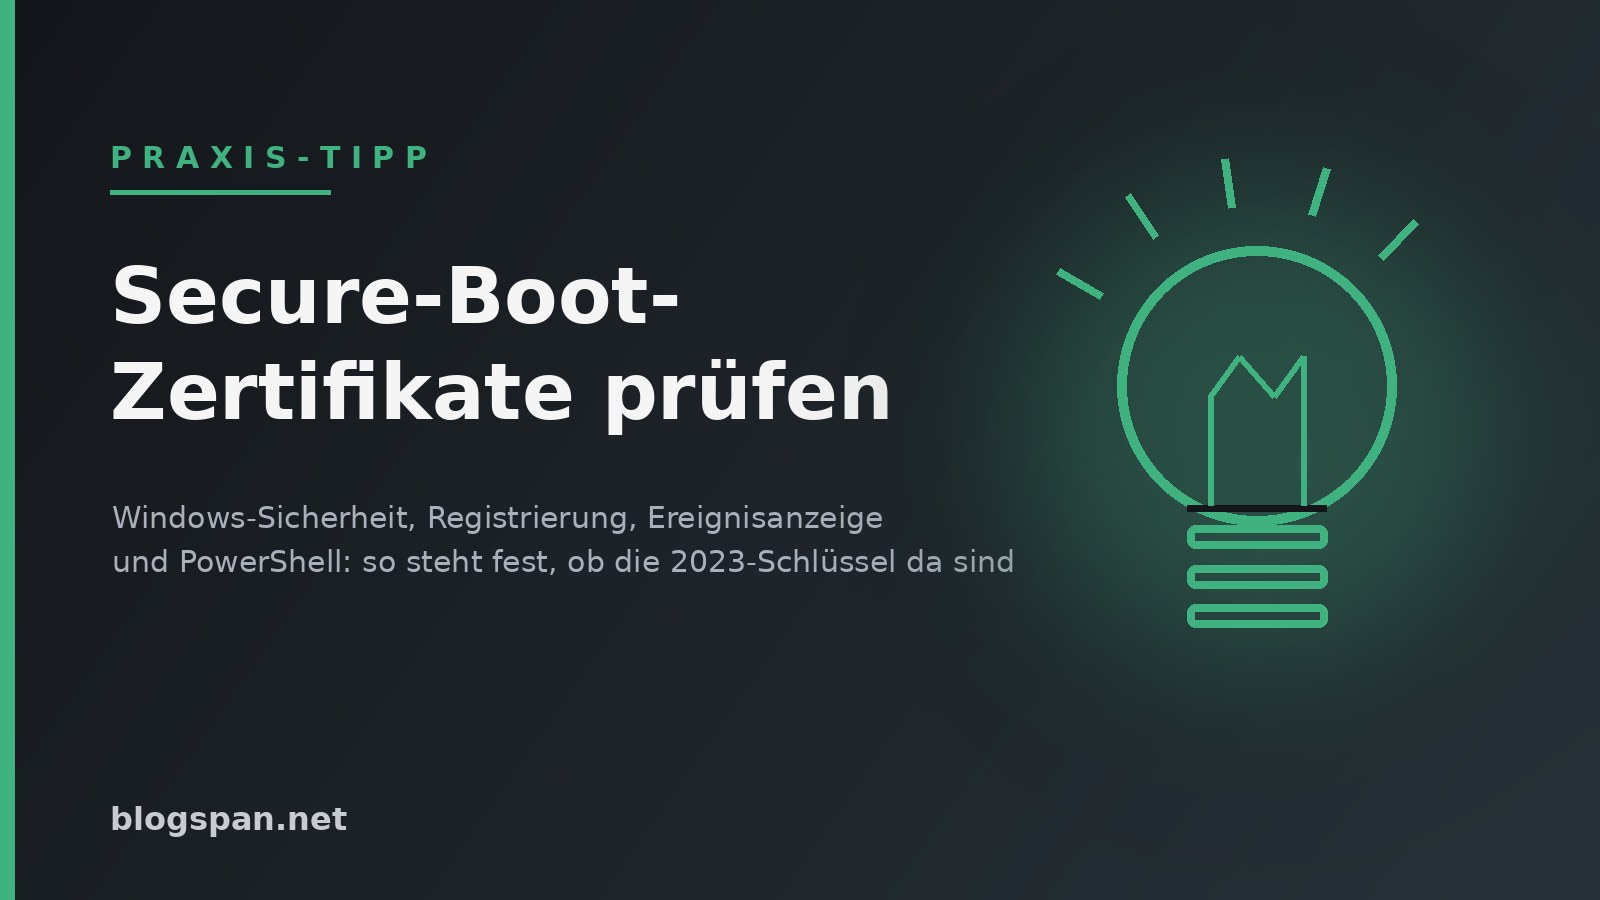 PRAXIS-TIPP
Secure-Boot-
Zertifikate prüfen
Windows-Sicherheit, Registrierung, Ereignisanzeige
und PowerShell: so steht fest, ob die 2023-Schlüssel da sind
blogspan.net